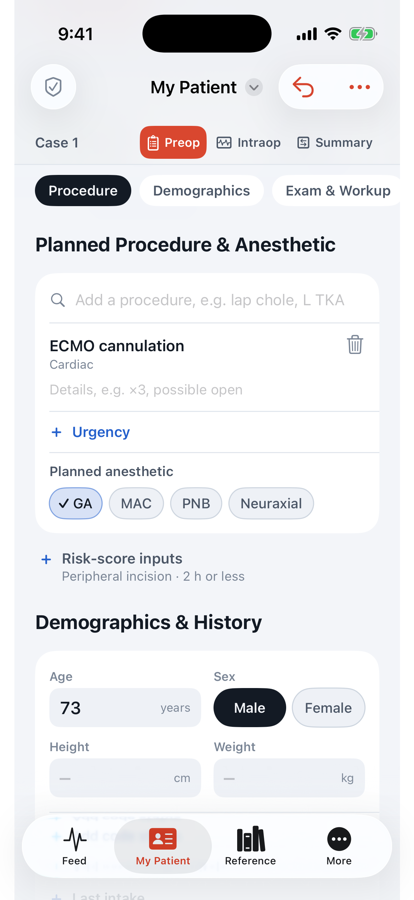 9:41
My Patient
Case 1
Preop
Intraop
Summary
Procedure
Demographics
Exam & Workup
Planned Procedure & Anesthetic
Add a procedure, e.g. lap chole, L TKA
ECMO cannulation
Cardiac
Details, e.g. ×3, possible open
+ Urgency
Planned anesthetic
✓ GA
MAC
PNB
Neuraxial
+ Risk-score inputs
Peripheral incision · 2 h or less
Demographics & History
Age
Sex
73 years
Male
Female
Height
Weight
— cm
— kg
Feed
My Patient
Reference
More
+ Last intake